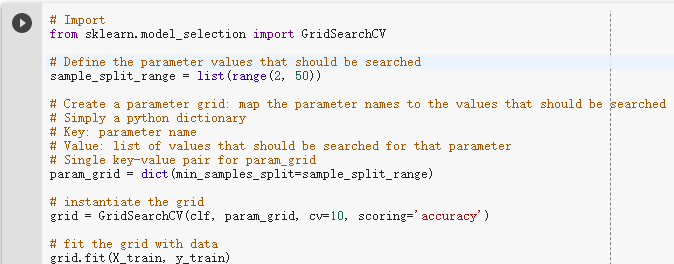 # Import
from sklearn.model_selection import GridSearchCV
# Define the parameter values that should be searched
sample_split_range = list(range(2, 50))
# Create a parameter grid: map the parameter names to the values that should be searched
# Simply a python dictionary
# Key: parameter name
# Value: list of values that should be searched for that parameter
# Single key-value pair for param_grid
param_grid = dict(min_samples_split=sample_split_range)
# instantiate the grid
grid = GridSearchCV(clf, param_grid, cv=10, scoring='accuracy')
# fit the grid with data
grid.fit(X_train, y_train)